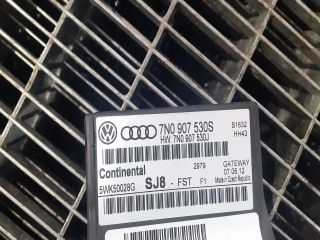 7N0 907 530S
HW: 7N0 907 530J
S1632
HH43
Continental
2979
GATEWAY
07.06.12
5WK50028G
SJ8 - FST F1
Made in Czech Republic